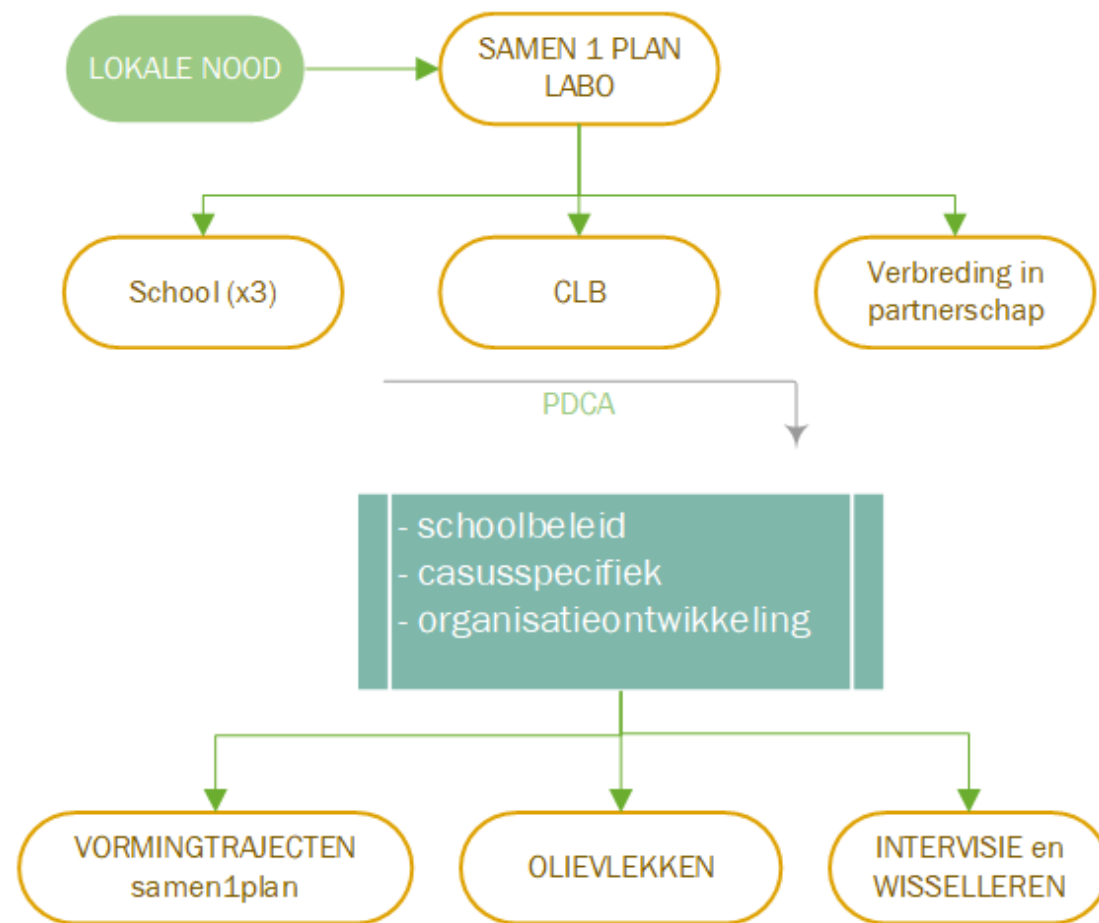 LOKALE NOOD
SAMEN 1 PLAN
LABO
School (x3)
CLB
Verbreding in
partnerschap
PDCA
- schoolbeleid
- casusspecifiek
- organisatieontwikkeling
VORMINGTRAJECTEN
samen1plan
OLIEVLEKKEN
INTERVISIE en
WISSELLEREN